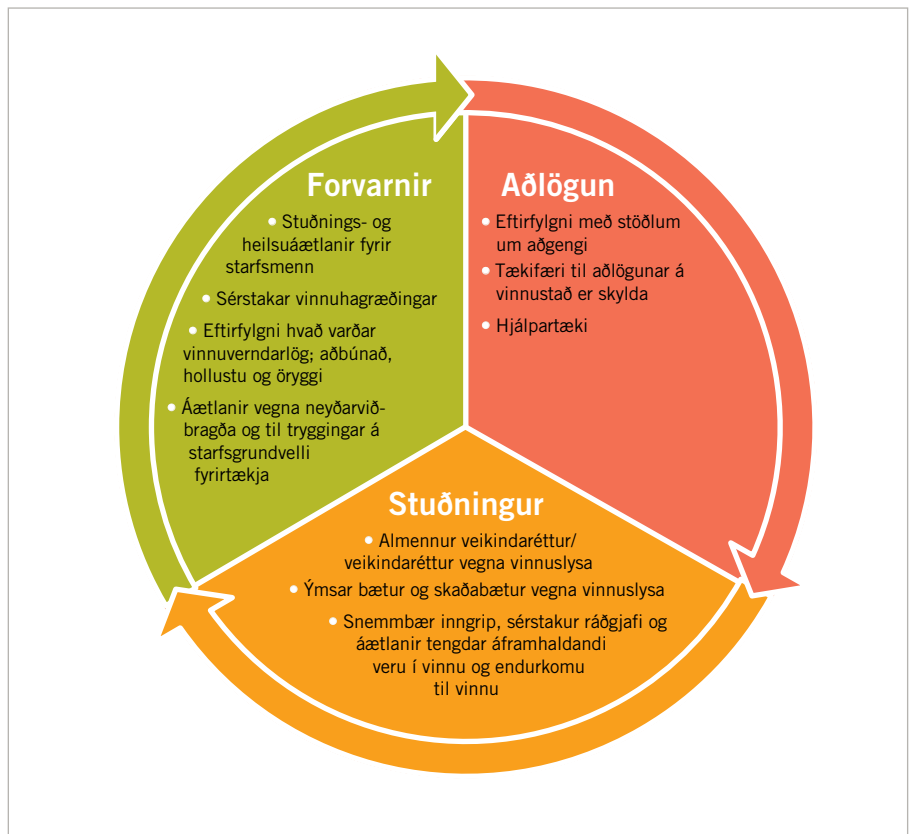 Forvarnir
• Stuðnings- og
heilsuáætlanir fyrir
starfsmenn
• Sérstakar vinnuhagræðingar
• Eftirfylgni hvað varðar
vinnuverndarlög; aðbúnað,
hollustu og öryggi
• Áætlanir vegna neyðarvið-
bragða og til tryggingar á
starfsgrundvelli
fyrirtækja
Aðlögun
• Eftirfylgni með stöðlum
um aðgengi
• Tækifæri til aðlögunar á
vinnustað er skylda
• Hjálpartæki
Stuðningur
• Almennur veikindaréttur/
veikindaréttur vegna vinnuslysa
• Ýmsar bætur og skaðabætur vegna vinnuslysa
• Snemmbær inngrip, sérstakur ráðgjafi og
áætlanir tengdar áframhaldandi
veru í vinnu og endurkomu
til vinnu